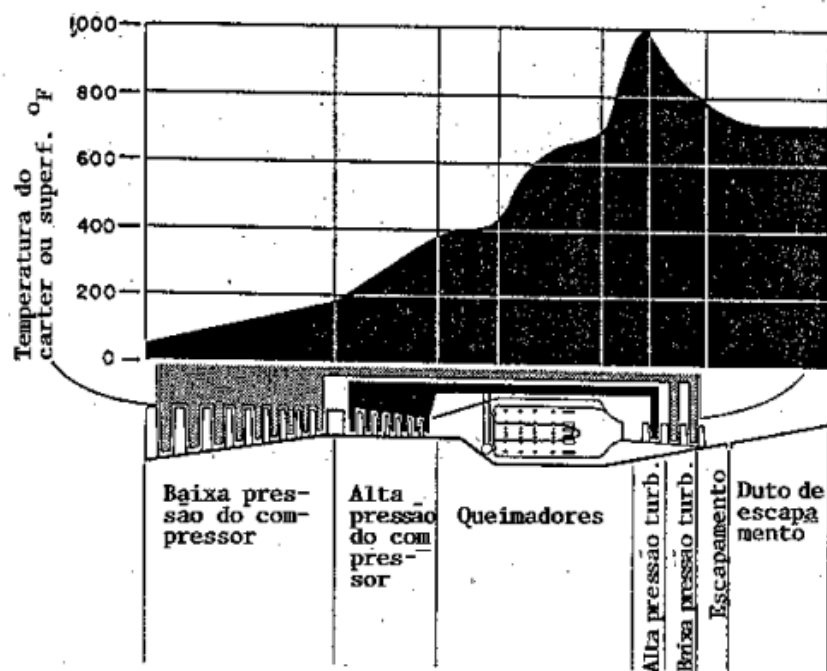 1000
800
600
400
200
0
Temperatura do
carter ou superf. °F
Baixa pres-
são do com-
pressor
Alta
pressão
do com
pres-
sor
Queimadores
Alta pressão turb.
Baixa pressão turb.
Escapamento
Duto de
escapa
mento